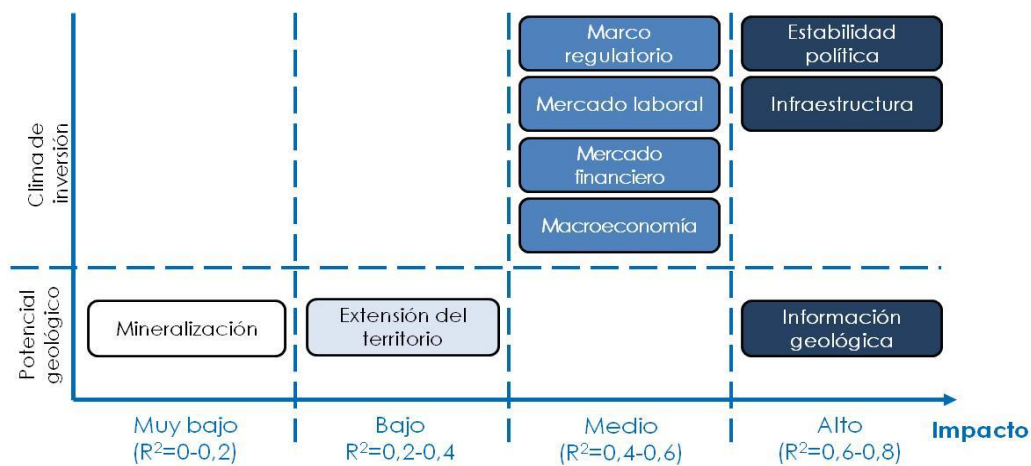 Marco
regulatorio
Estabilidad
política
Mercado laboral
Infraestructura
Mercado
financiero
Macroeconomía
Clima de
inversión
Mineralización
Extensión del
territorio
Información
geológica
Potencial
geológico
Muy bajo
(R²=0-0,2)
Bajo
R²=0,2-0,4
Medio
(R²=0,4-0,6)
Alto
(R²=0,6-0,8)
Impacto